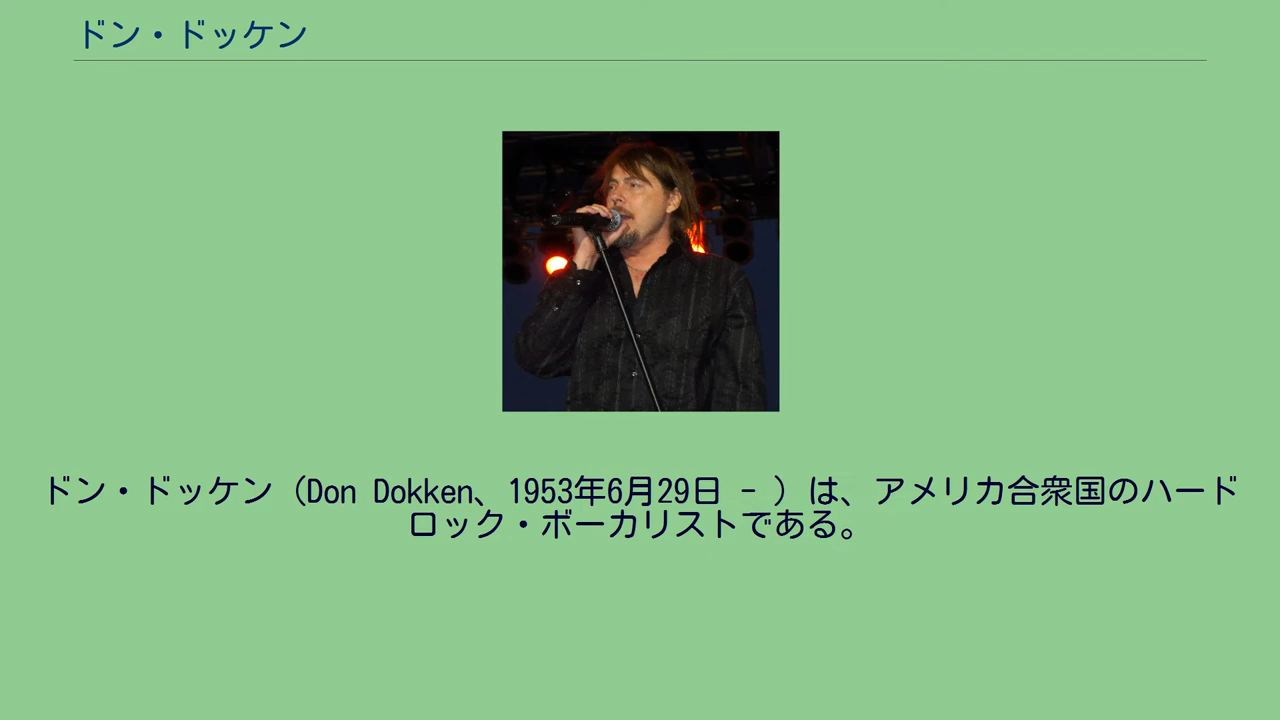 ドン・ドッケン
ドン・ドッケン（Don Dokken、1953年6月29日 - ）は、アメリカ合衆国のハード
ロック・ボーカリストである。